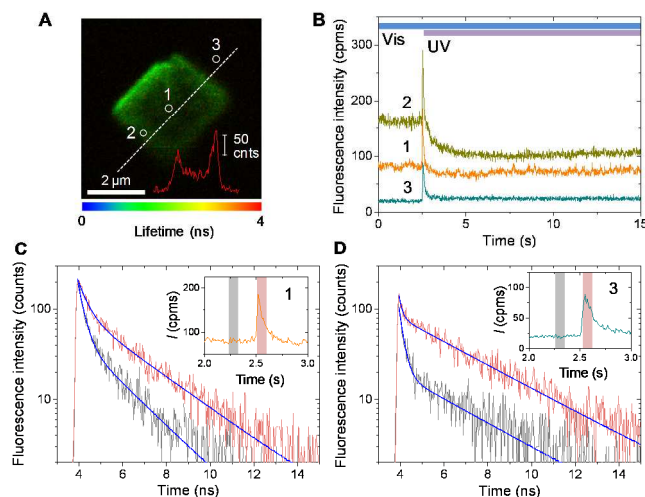 A
3
1
2
50
cnts
2 μm
0 4
Lifetime (ns)
B
Vis
UV
2
1
3
Fluorescence intensity (cpms)
0 100 200 300
0 5 10 15
Time (s)
C
Fluorescence intensity (counts)
100
10
4 6 8 10 12 14
Time (ns)
1
I (cpms)
200
150
100
2.0 2.5 3.0
Time (s)
D
Fluorescence intensity (counts)
100
10
4 6 8 10 12 14
Time (ns)
3
I (cpms)
100
50
0
2.0 2.5 3.0
Time (s)